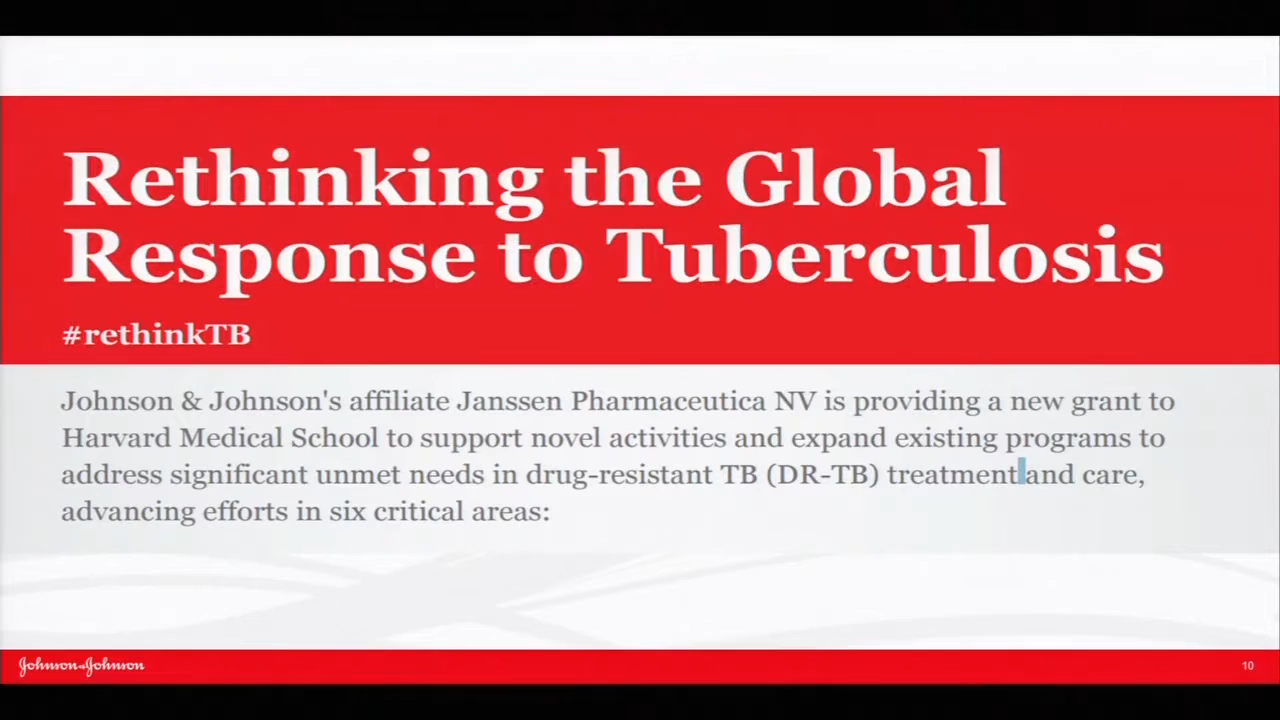 Rethinking the Global
Response to Tuberculosis
#rethinkTB
Johnson & Johnson's affiliate Janssen Pharmaceutica NV is providing a new grant to
Harvard Medical School to support novel activities and expand existing programs to
address significant unmet needs in drug-resistant TB (DR-TB) treatment and care,
advancing efforts in six critical areas:
Johnson & Johnson
10